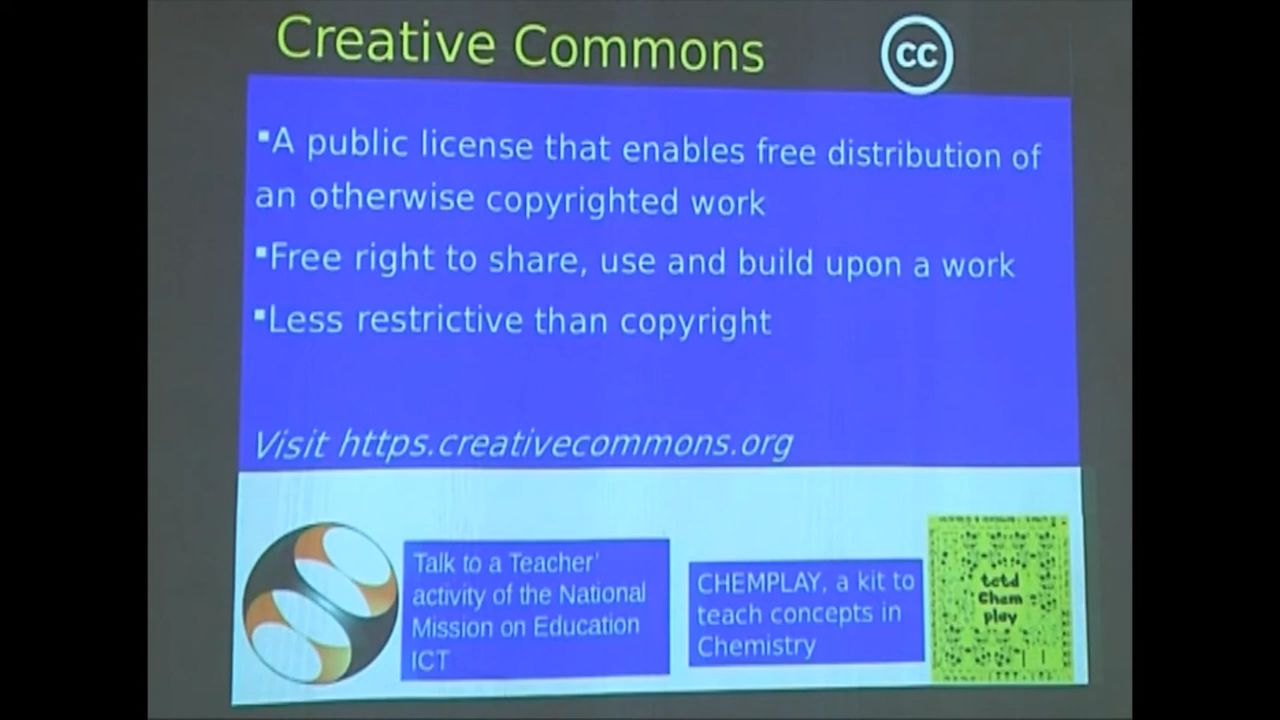 Creative Commons
cc
▪A public license that enables free distribution of
an otherwise copyrighted work
▪Free right to share, use and build upon a work
▪Less restrictive than copyright
Visit https.creativecommons.org
Talk to a Teacher'
activity of the National
Mission on Education
ICT
CHEMPLAY, a kit to
teach concepts in
Chemistry
tctd
Cham
play